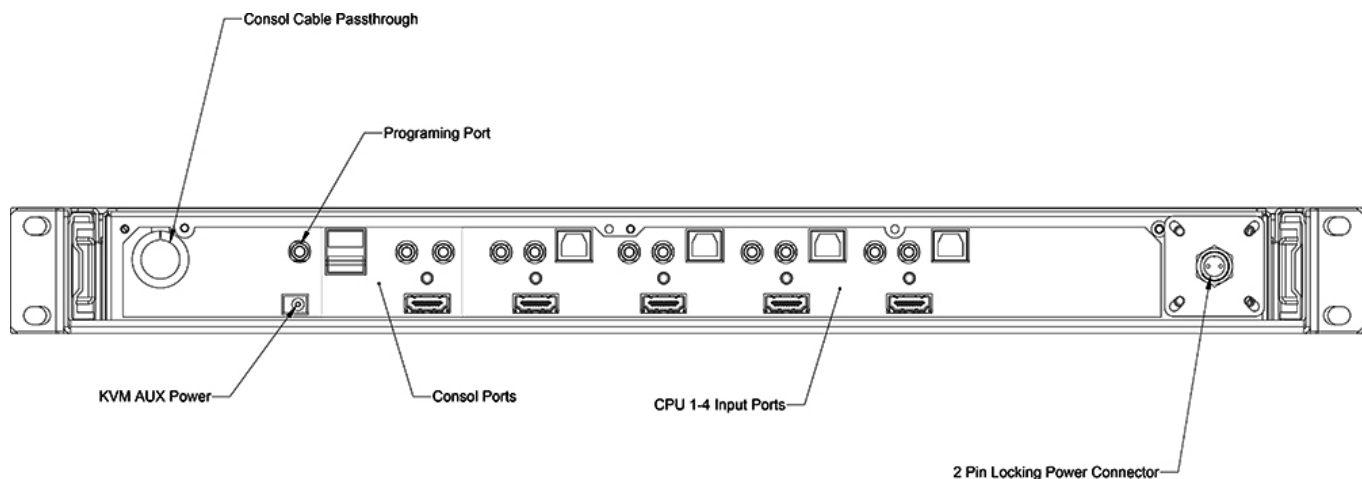 Consol Cable Passthrough
Programing Port
KVM AUX Power
Consol Ports
CPU 1-4 Input Ports
2 Pin Locking Power Connector